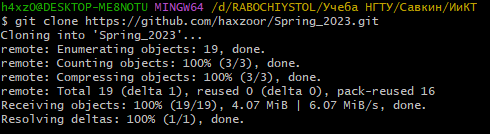 h4xz0@DESKTOP-ME8NOTU MINGW64 /d/RABOCHIYSTOL/Учеба НГТУ/Савкин/ИиКТ
$ git clone https://github.com/haxzoor/Spring_2023.git
Cloning into 'Spring_2023'...
remote: Enumerating objects: 19, done.
remote: Counting objects: 100% (3/3), done.
remote: Compressing objects: 100% (3/3), done.
remote: Total 19 (delta 1), reused 0 (delta 0), pack-reused 16
Receiving objects: 100% (19/19), 4.07 MiB | 6.07 MiB/s, done.
Resolving deltas: 100% (1/1), done.